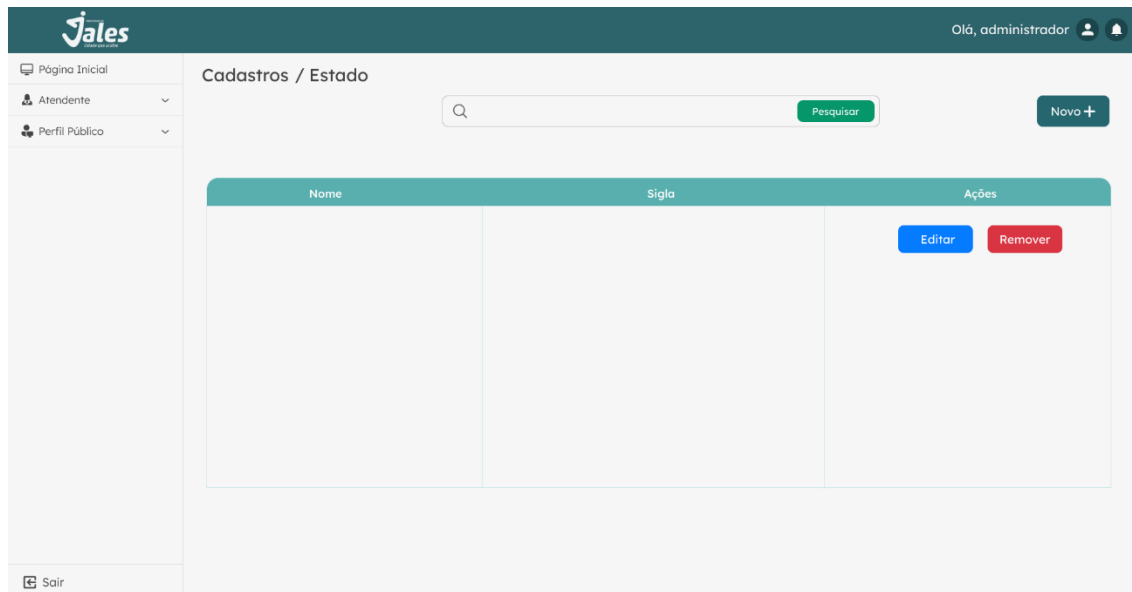 Jales
Olá, administrador
Página Inicial
Atendente
Perfil Público
Cadastros / Estado
Pesquisar
Novo +
Nome Sigla Ações
Editar Remover
Sair